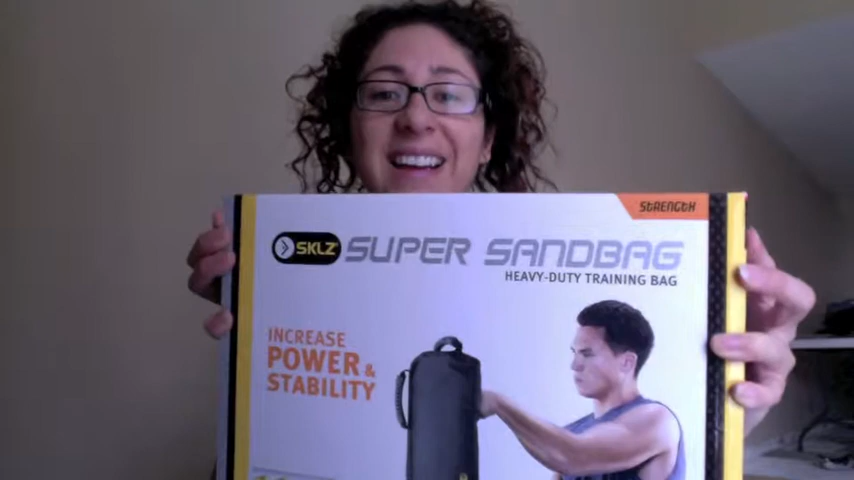 STRENGTH
SKLZ SUPER SANDBAG
HEAVY-DUTY TRAINING BAG
INCREASE
POWER &
STABILITY